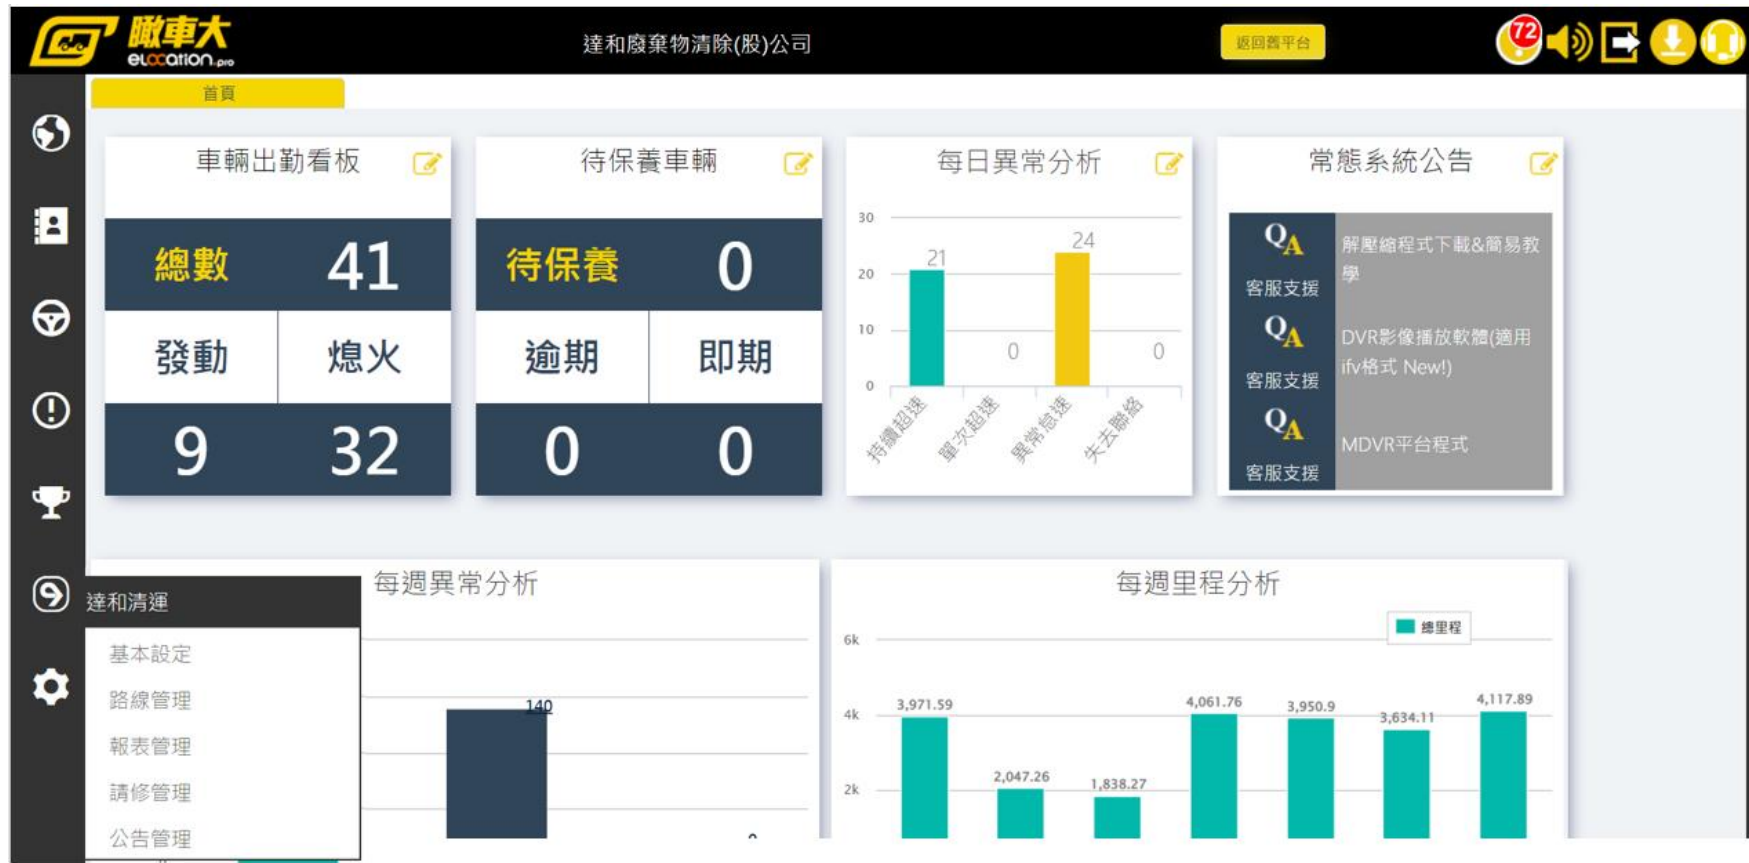 瞰車大
eLocation.pro
達和廢棄物清除(股)公司
返回舊平台
72
首頁
車輛出勤看板
總數 41
發動 熄火
9 32
待保養車輛
待保養 0
逾期 即期
0 0
每日異常分析
30
20
10
0
21
0
24
0
持續超速
單次超速
異常怠速
失去聯絡
常態系統公告
QA
客服支援
解壓縮程式下載&簡易教
學
QA
客服支援
DVR影像播放軟體(適用
ifv格式 New!)
QA
客服支援
MDVR平台程式
達和清運
基本設定
路線管理
報表管理
請修管理
公告管理
每週異常分析
140
每週里程分析
總里程
6k
4k
2k
3,971.59
2,047.26
1,838.27
4,061.76
3,950.9
3,634.11
4,117.89